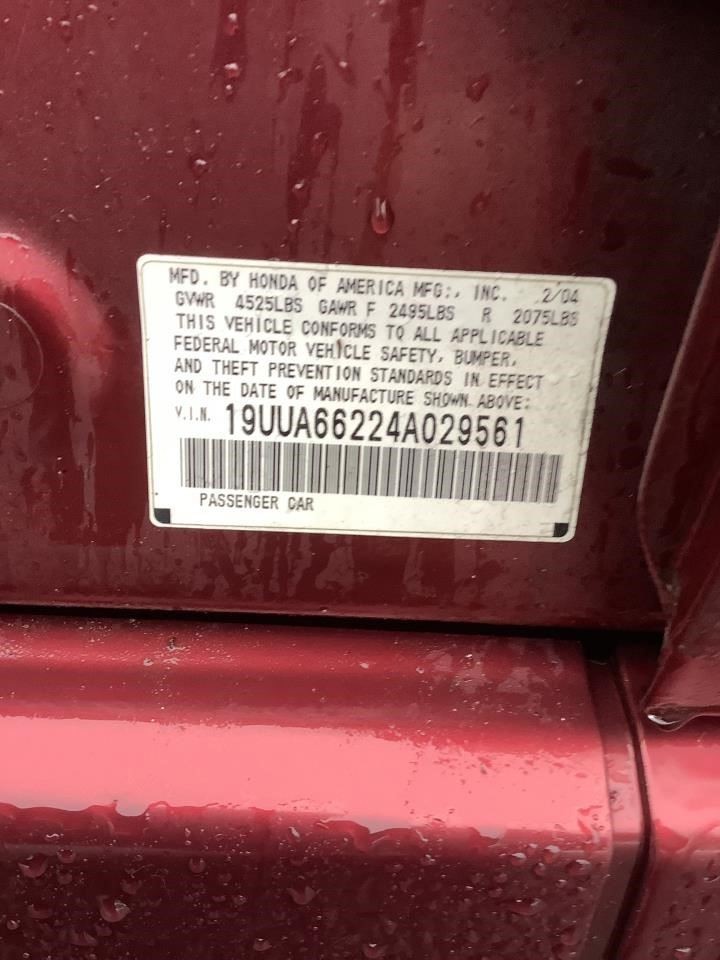 MFD. BY HONDA OF AMERICA MFG., INC. 2/04
GVWR 4525LBS GAWR F 2495LBS R 2075LBS
THIS VEHICLE CONFORMS TO ALL APPLICABLE
FEDERAL MOTOR VEHICLE SAFETY, BUMPER,
AND THEFT PREVENTION STANDARDS IN EFFECT
ON THE DATE OF MANUFACTURE SHOWN ABOVE:
V.I.N. 19UUA66224A029561
PASSENGER CAR